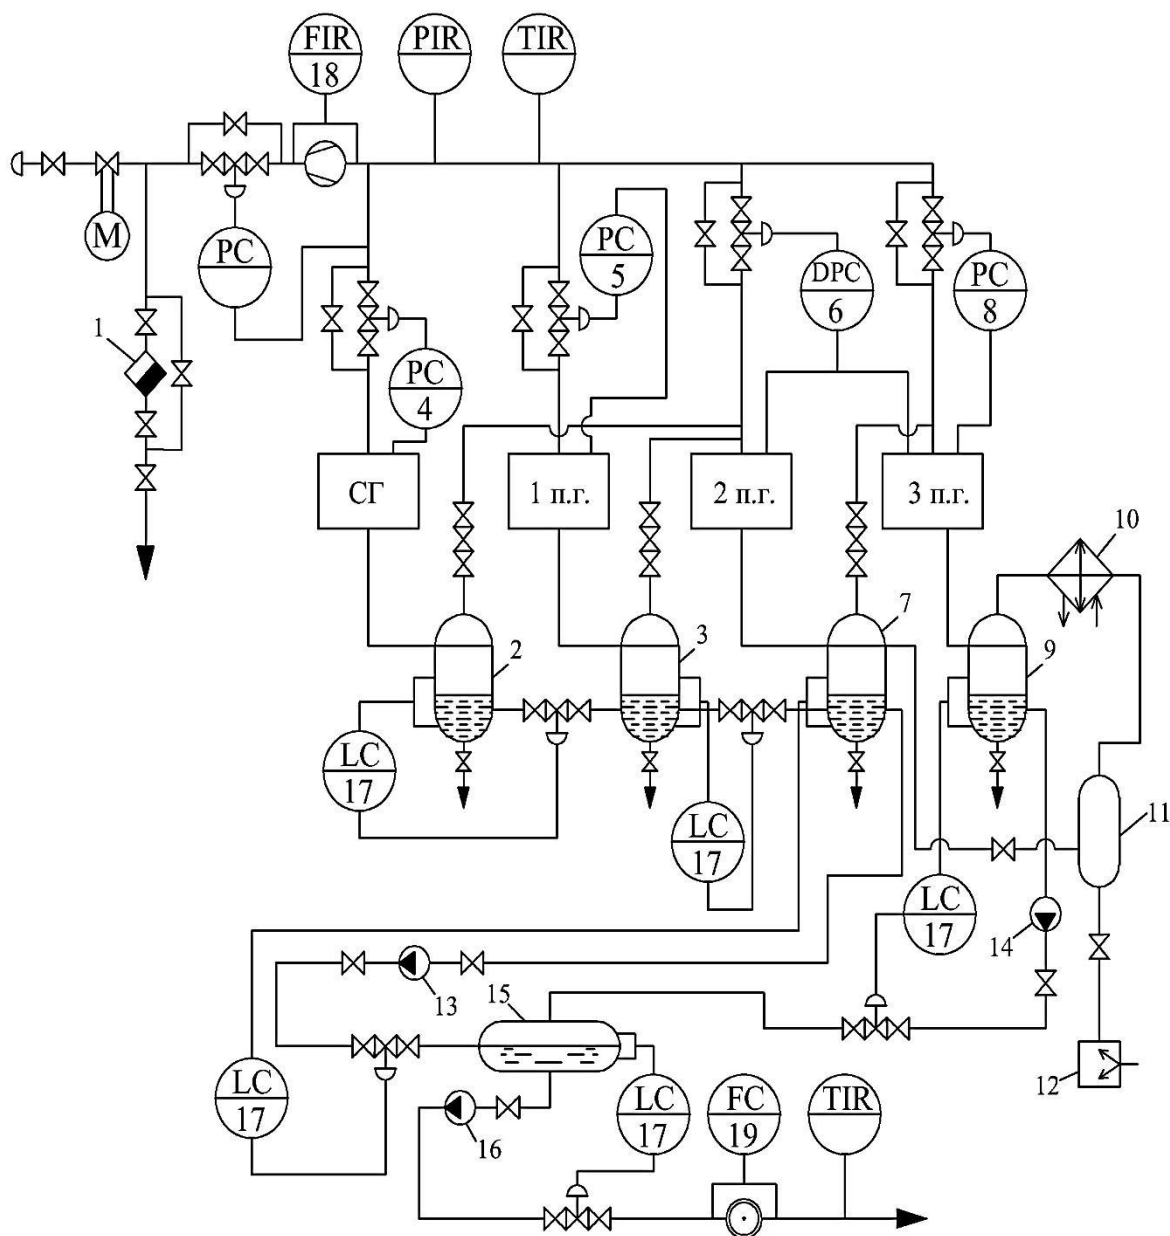 FIR
18
PIR
TIR
M
PC
PC
5
DPC
6
PC
8
1
PC
4
СГ
1 п.г.
2 п.г.
3 п.г.
10
2
3
7
9
LC
17
LC
17
11
LC
17
14
13
15
12
LC
17
16
LC
17
FC
19
TIR